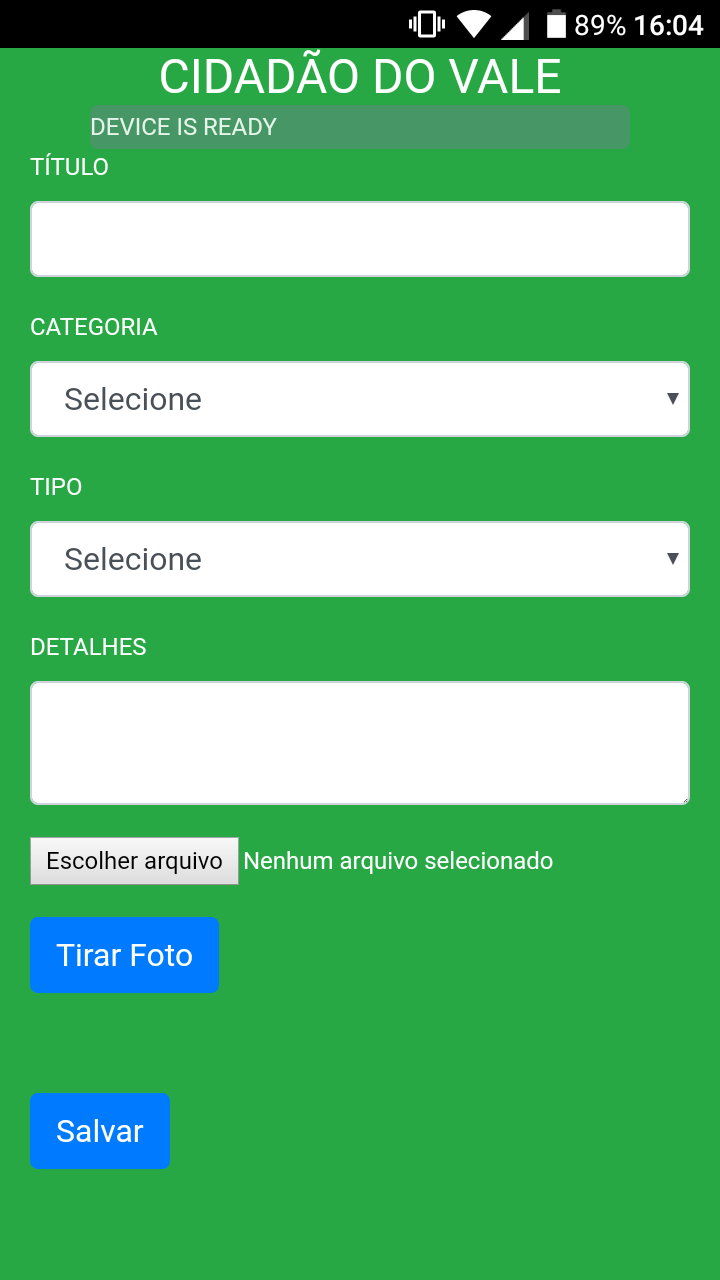 89% 16:04
CIDADÃO DO VALE
DEVICE IS READY
TÍTULO
CATEGORIA
Selecione
TIPO
Selecione
DETALHES
Escolher arquivo Nenhum arquivo selecionado
Tirar Foto
Salvar